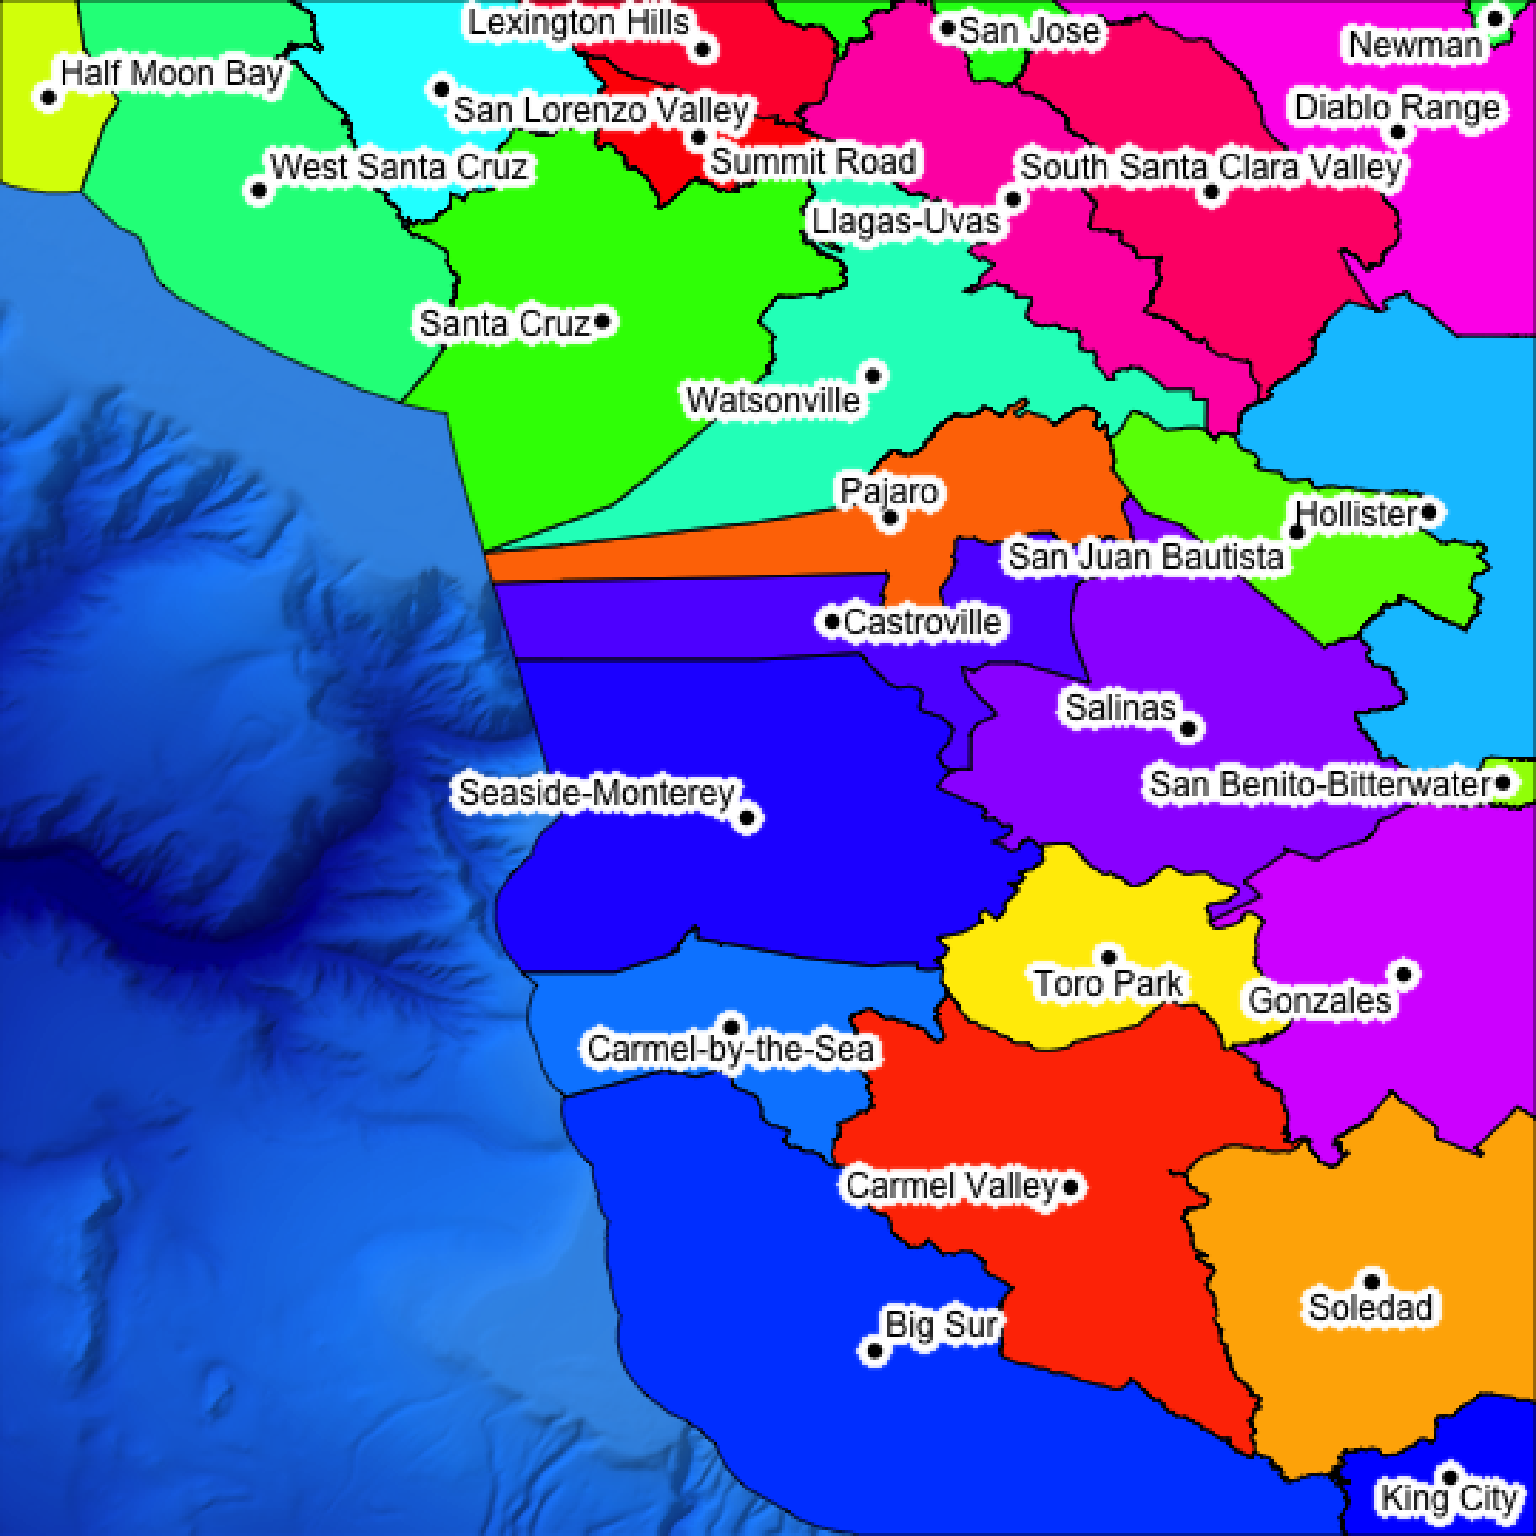 Lexington Hills
San Jose
Newman
Half Moon Bay
San Lorenzo Valley
Diablo Range
West Santa Cruz
Summit Road
South Santa Clara Valley
Llagas-Uvas
Santa Cruz
Watsonville
Pajaro
Hollister
San Juan Bautista
Castroville
Salinas
San Benito-Bitterwater
Seaside-Monterey
Toro Park
Gonzales
Carmel-by-the-Sea
Carmel Valley
Soledad
Big Sur
King City